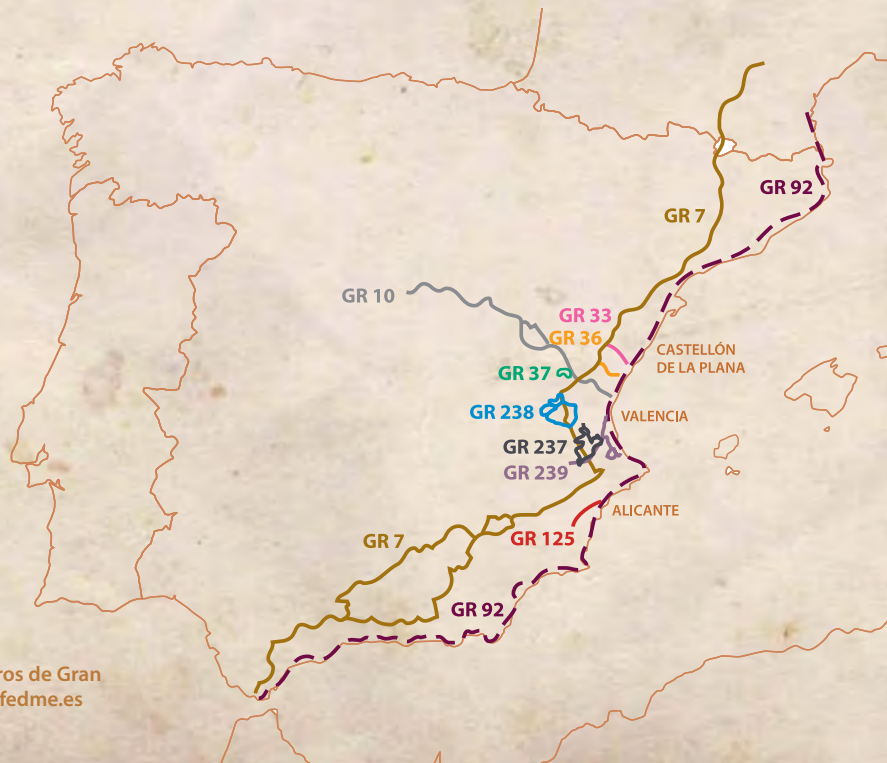 GR 92
GR 7
GR 10
GR 33
GR 36
CASTELLÓN
DE LA PLANA
GR 37
GR 238
VALENCIA
GR 237
GR 239
ALICANTE
GR 7
GR 125
GR 92
ros de Gran
fedme.es